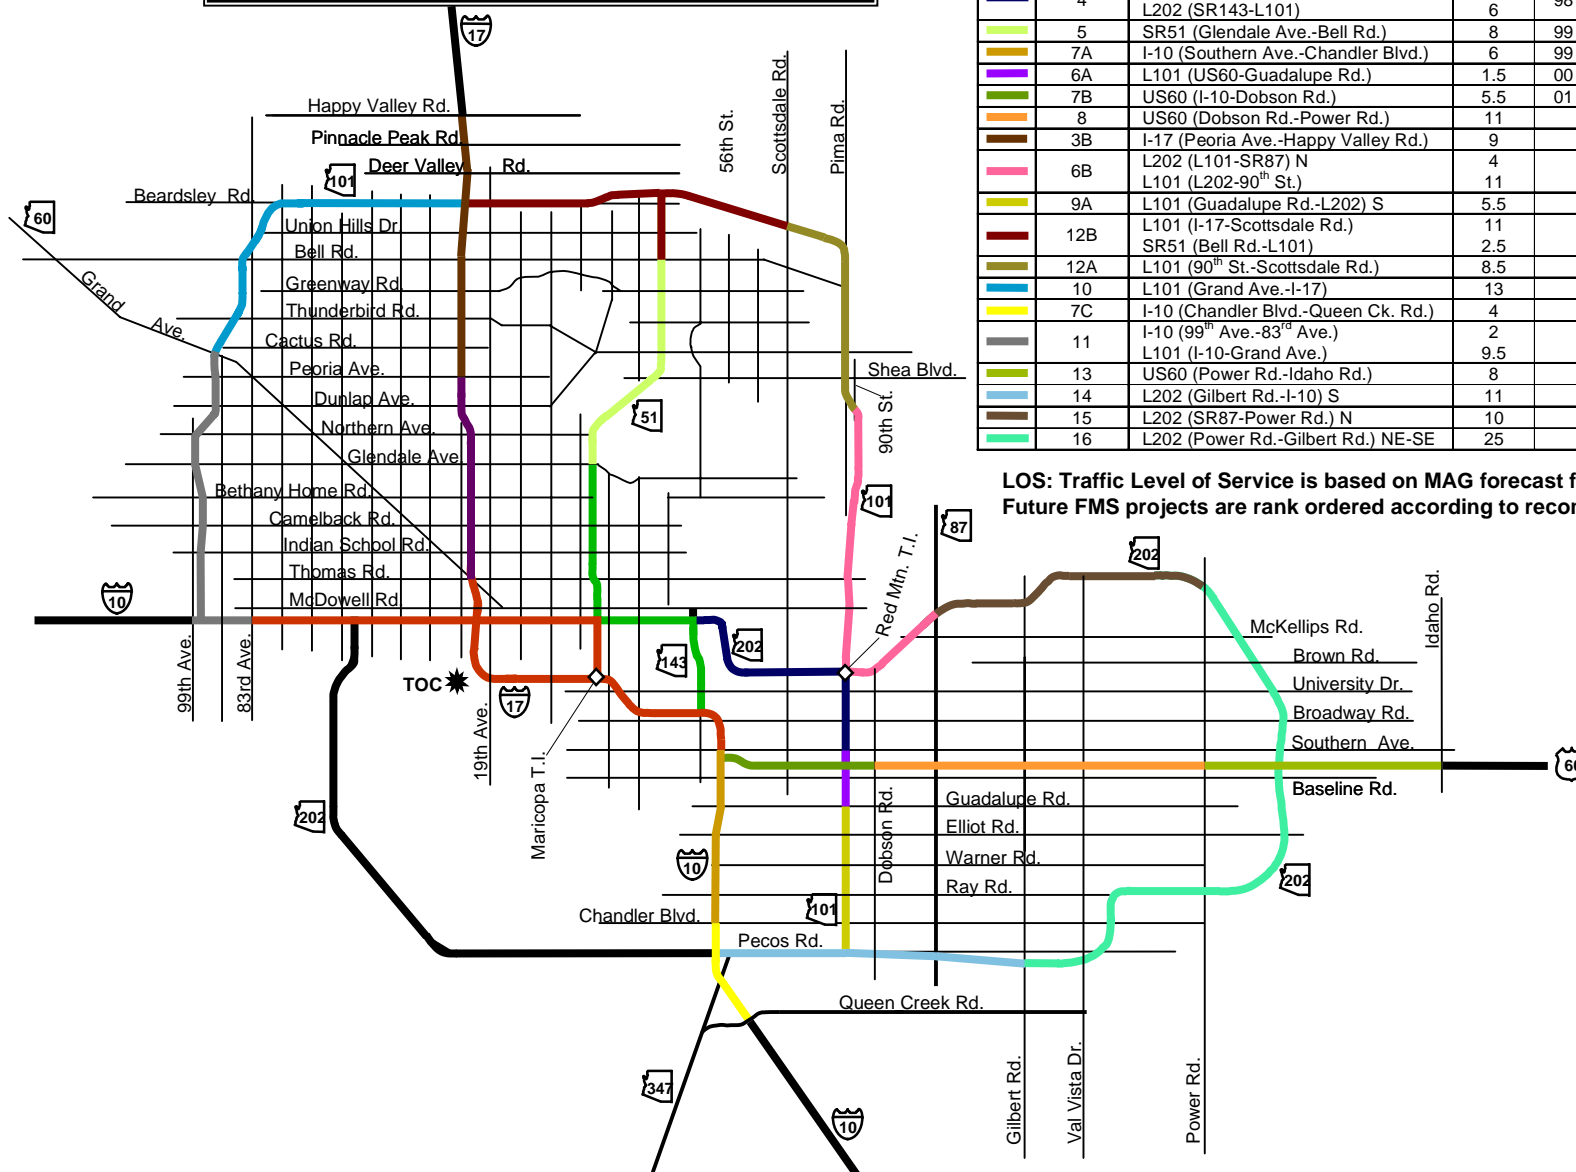 4 L202 (SR143-L101) 6 98
5 SR51 (Glendale Ave.-Bell Rd.) 8 99
7A I-10 (Southern Ave.-Chandler Blvd.) 6 99
6A L101 (US60-Guadalupe Rd.) 1.5 00
7B US60 (I-10-Dobson Rd.) 5.5 01
8 US60 (Dobson Rd.-Power Rd.) 11
3B I-17 (Peoria Ave.-Happy Valley Rd.) 9
6B L202 (L101-SR87) N 4
L101 (L202-90th St.) 11
9A L101 (Guadalupe Rd.-L202) S 5.5
12B L101 (I-17-Scottsdale Rd.) 11
SR51 (Bell Rd.-L101) 2.5
12A L101 (90th St.-Scottsdale Rd.) 8.5
10 L101 (Grand Ave.-I-17) 13
7C I-10 (Chandler Blvd.-Queen Ck. Rd.) 4
11 I-10 (99th Ave.-83rd Ave.) 2
L101 (I-10-Grand Ave.) 9.5
13 US60 (Power Rd.-Idaho Rd.) 8
14 L202 (Gilbert Rd.-I-10) S 11
15 L202 (SR87-Power Rd.) N 10
16 L202 (Power Rd.-Gilbert Rd.) NE-SE 25
LOS: Traffic Level of Service is based on MAG forecast
Future FMS projects are rank ordered according to
17
Happy Valley Rd.
Pinnacle Peak Rd.
Deer Valley Rd.
101
Beardsley Rd.
60
Union Hills Dr.
Bell Rd.
Grand Ave.
Greenway Rd.
Thunderbird Rd.
Cactus Rd.
Peoria Ave.
Dunlap Ave.
Northern Ave.
Glendale Ave.
Bethany Home Rd.
Camelback Rd.
Indian School Rd.
Thomas Rd.
McDowell Rd.
56th St.
Scottsdale Rd.
Pima Rd.
Shea Blvd.
90th St.
51
101
87
Red Mtn. T.I.
202
Idaho Rd.
10
99th Ave.
83rd Ave.
TOC
17
19th Ave.
Maricopa T.I.
143
202
McKellips Rd.
Brown Rd.
University Dr.
Broadway Rd.
Southern Ave.
60
Baseline Rd.
Dobson Rd.
Guadalupe Rd.
Elliot Rd.
Warner Rd.
Ray Rd.
202
10
202
101
Chandler Blvd.
Pecos Rd.
Queen Creek Rd.
347
10
Gilbert Rd.
Val Vista Dr.
Power Rd.